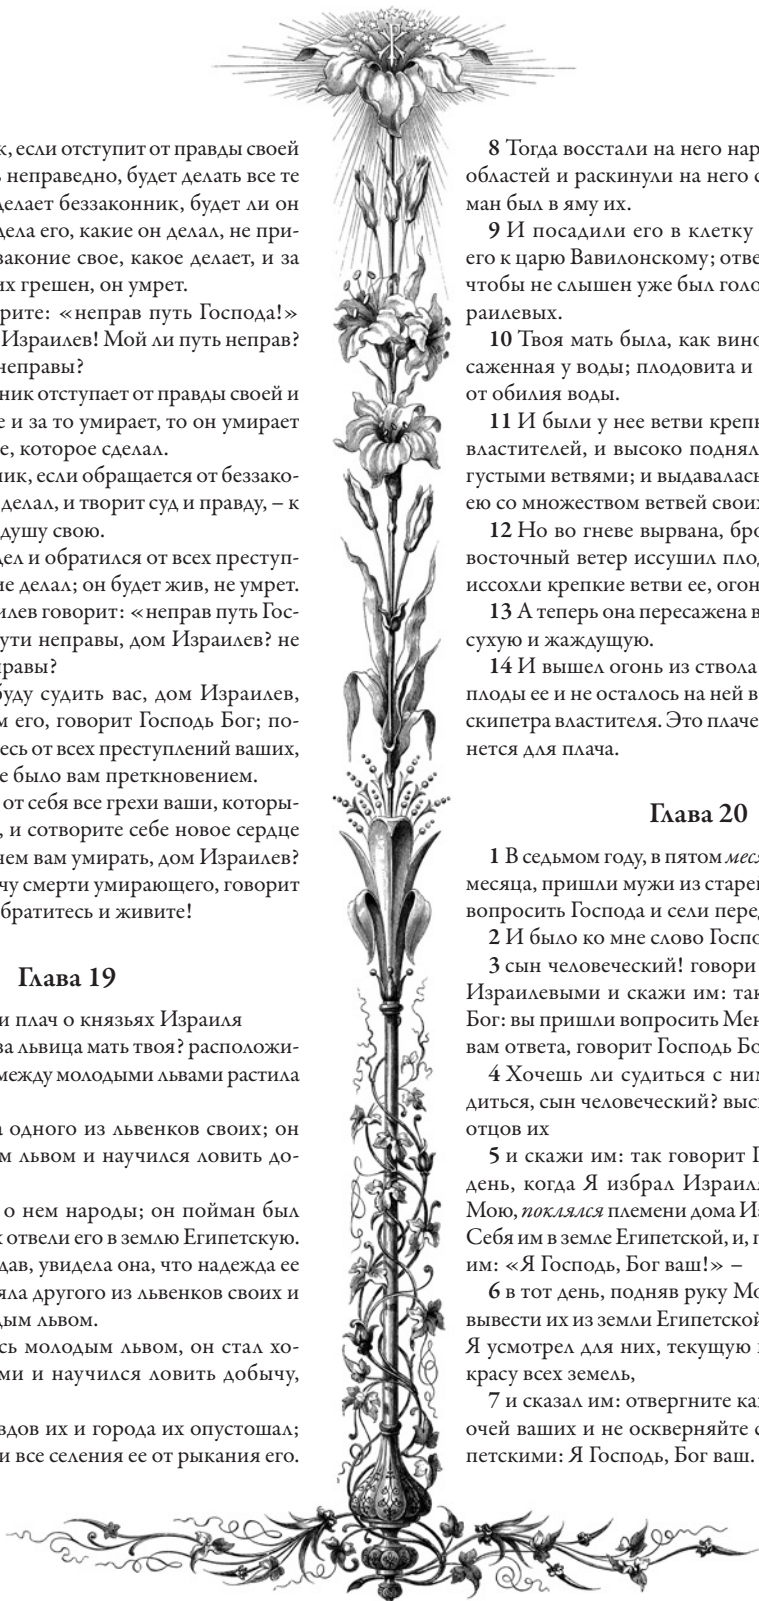 к, если отступит от правды своей
неправедно, будет делать все те
делает беззаконник, будет ли он
дела его, какие он делал, не при-
законие свое, какое делает, и за
их грешен, он умрет.
рите: «неправ путь Господа!»
Израилев! Мой ли путь неправ?
неправы?
ник отступает от правды своей и
е и за то умирает, то он умирает
е, которое сделал.
ник, если обращается от беззако-
делал, и творит суд и правду, – к
душу свою.
дел и обратился от всех преступ-
ие делал; он будет жив, не умрет.
илев говорит: «неправ путь Гос-
ути неправы, дом Израилев? не
равы?
буду судить вас, дом Израилев,
м его, говорит Господь Бог; по-
есь от всех преступлений ваших,
е было вам преткновением.
от себя все грехи ваши, которы-
, и сотворите себе новое сердце
чем вам умирать, дом Израилев?
чу смерти умирающего, говорит
братитесь и живите!
Глава 19
и плач о князьях Израиля
за львица мать твоя? расположи-
между молодыми львами растила
а одного из львенков своих; он
м львом и научился ловить до-
о нем народы; он пойман был
х отвели его в землю Египетскую.
дав, увидела она, что надежда ее
яла другого из львенков своих и
дым львом.
сь молодым львом, он стал хо-
ми и научился ловить добычу,
вдов их и города их опустошал;
и все селения ее от рыкания его.
8 Тогда восстали на него нар
областей и раскинули на него с
ман был в яму их.
9 И посадили его в клетку
его к царю Вавилонскому; отве
чтобы не слышен уже был голо
раилевых.
10 Твоя мать была, как вино
саженная у воды; плодовита и
от обилия воды.
11 И были у нее ветви крепк
властителей, и высоко поднял
густыми ветвями; и выдавалась
ею со множеством ветвей своих
12 Но во гневе вырвана, бро
восточный ветер иссушил плод
иссохли крепкие ветви ее, огон
13 А теперь она пересажена в
сухую и жаждущую.
14 И вышел огонь из ствола
плоды ее и не осталось на ней в
скипетра властителя. Это плаче
нется для плача.
Глава 20
1 В седьмом году, в пятом меся
месяца, пришли мужи из старе
вопросить Господа и сели перед
2 И было ко мне слово Госпо
3 сын человеческий! говори
Израилевыми и скажи им: так
Бог: вы пришли вопросить Мен
вам ответа, говорит Господь Бо
4 Хочешь ли судиться с ним
диться, сын человеческий? выс
отцов их
5 и скажи им: так говорит Г
день, когда Я избрал Израиля
Мою, поклялся племени дома Из
Себя им в земле Египетской, и, п
им: «Я Господь, Бог ваш!» –
6 в тот день, подняв руку Мо
вывести их из земли Египетской
Я усмотрел для них, текущую м
красу всех земель,
7 и сказал им: отвергните каж
очей ваших и не оскверняйте с
петскими: Я Господь, Бог ваш.